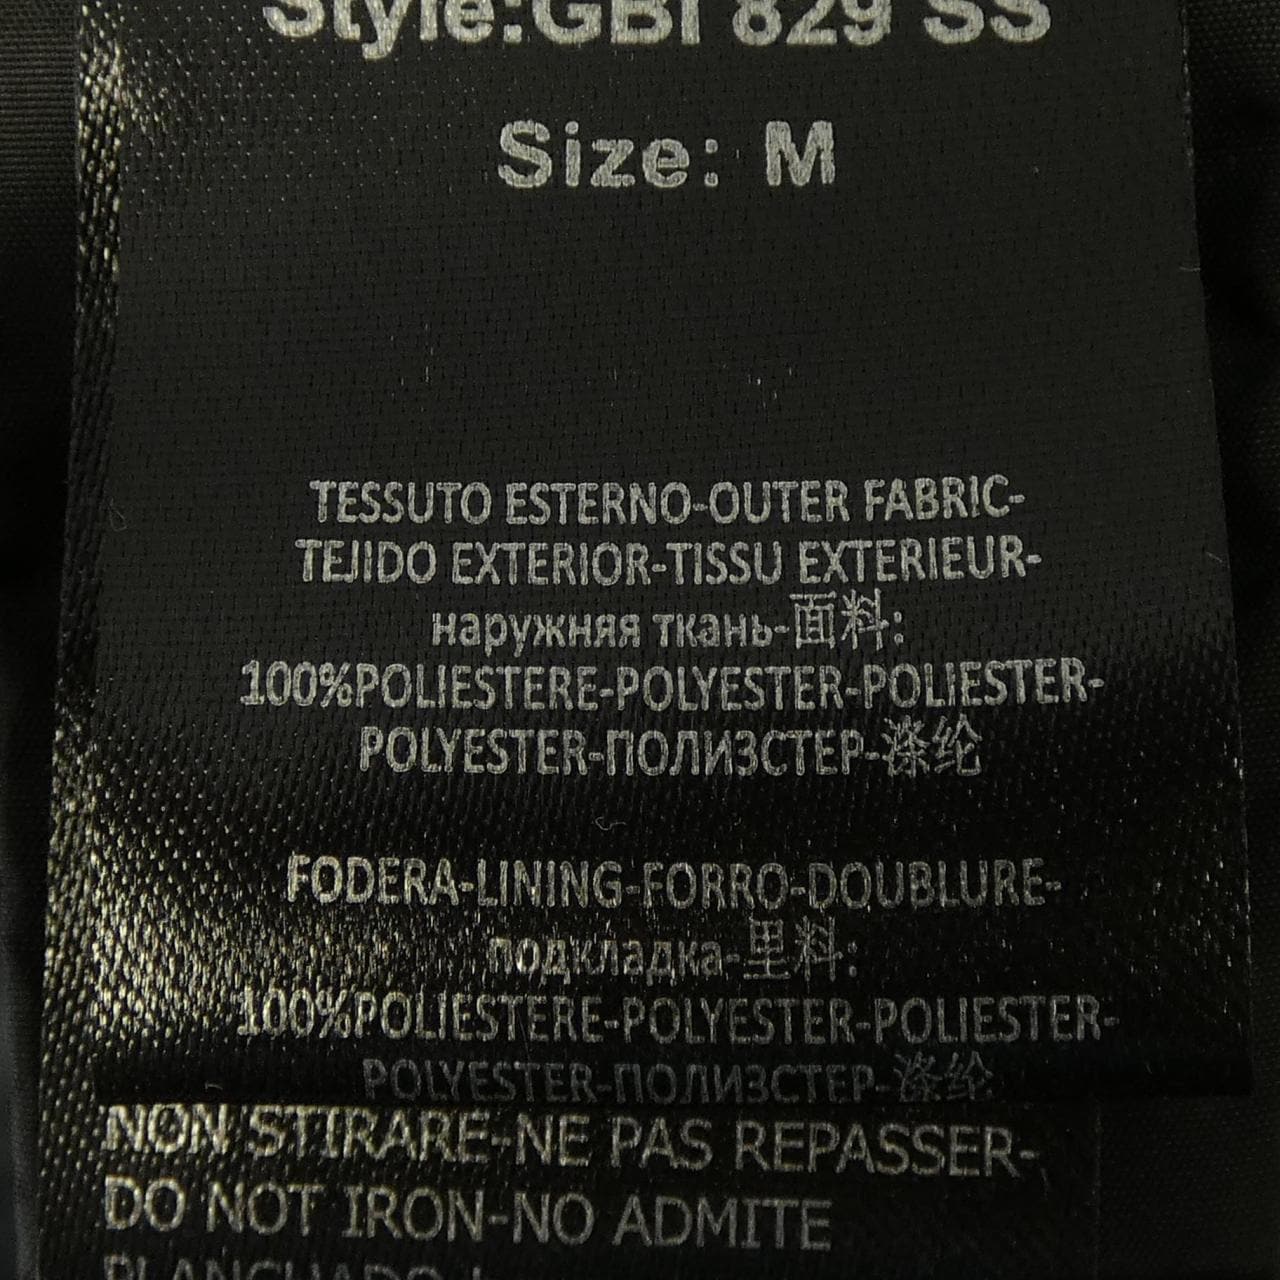 Style:GBI 829 SS
Size: M
TESSUTO ESTERNO-OUTER FABRIC-
TEJIDO EXTERIOR-TISSU EXTERIEUR-
наружняя ткань-面料:
100%POLIESTERE-POLYESTER-POLIESTER-
POLYESTER-ПОЛИЗСТЕР-涤纶
FODERA-LINING-FORRO-DOUBLURE-
подкладка-里料:
100%POLIESTERE-POLYESTER-POLIESTER-
POLYESTER-ПОЛИЗСТЕР-涤纶
NON STIRARE-NE PAS REPASSER-
DO NOT IRON-NO ADMITE
PLANCHADO-